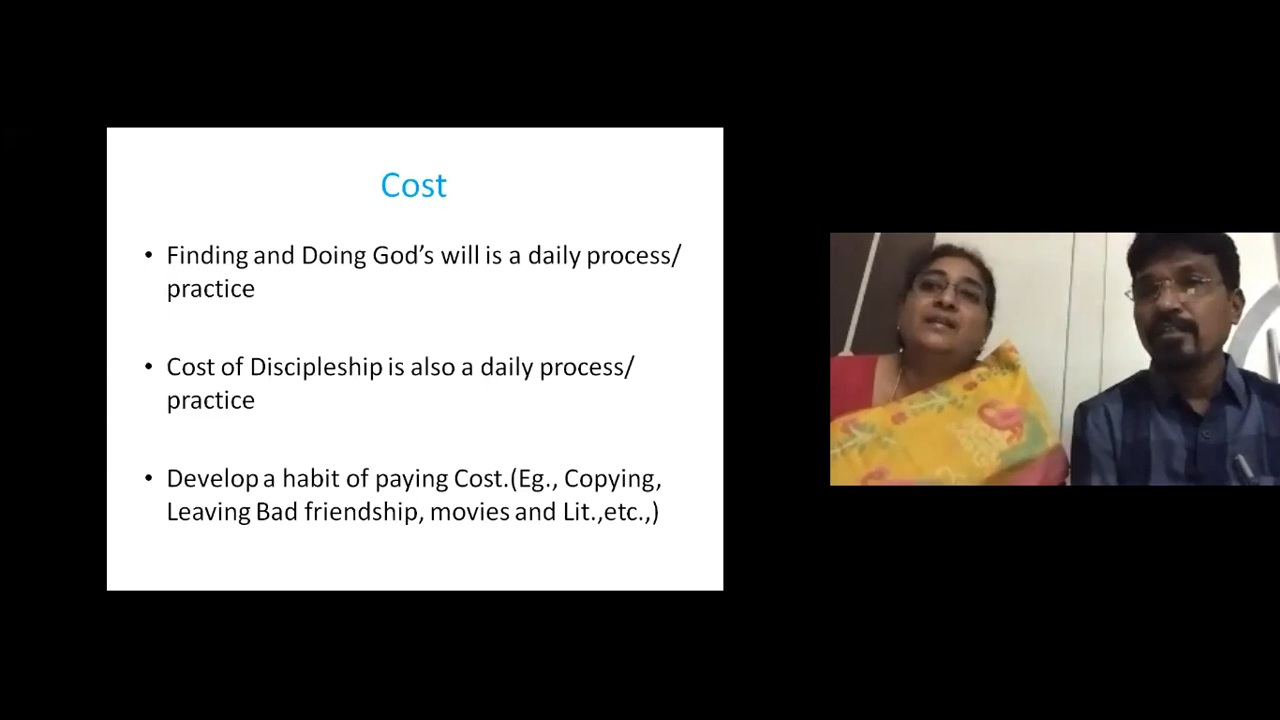 Cost
• Finding and Doing God’s will is a daily process/
practice
• Cost of Discipleship is also a daily process/
practice
• Develop a habit of paying Cost.(Eg., Copying,
Leaving Bad friendship, movies and Lit.,etc.,)